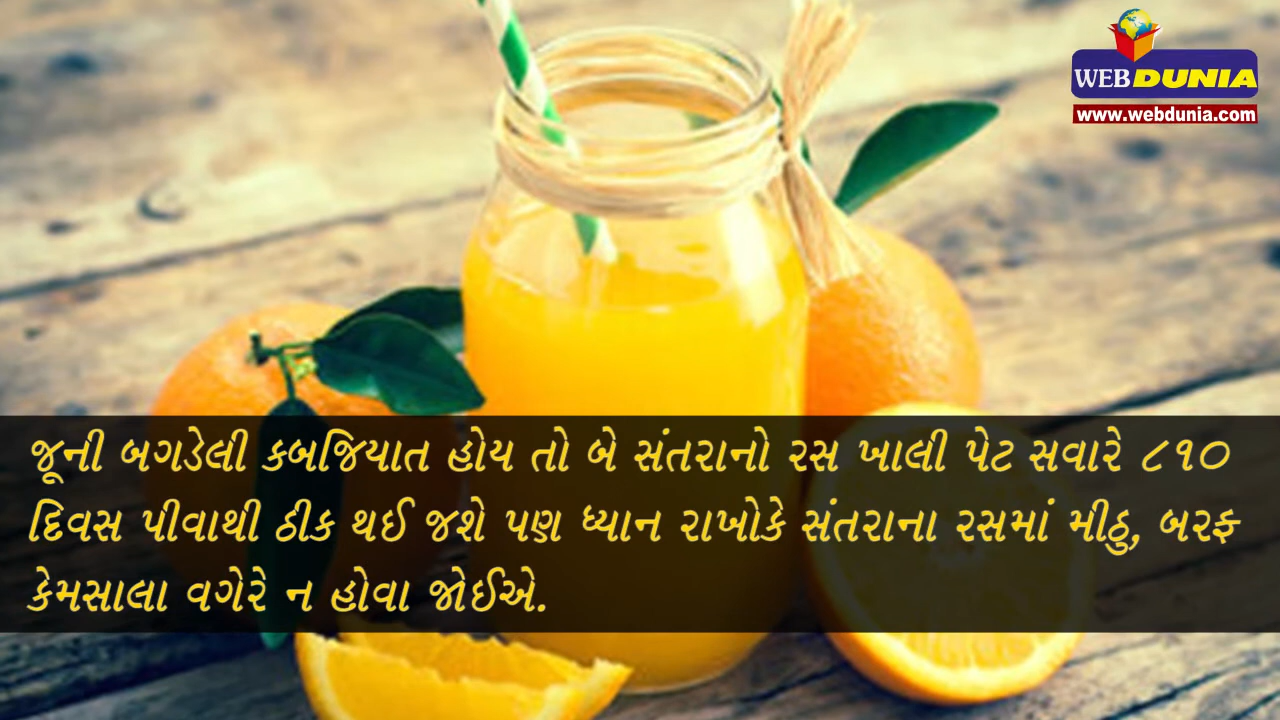 WEBDUNIA
www.webdunia.com
જૂની બગડેલી કબજિયાત હોય તો બે સંતરાનો રસ ખાલી પેટ સવારે ૮૧૦
દિવસ પીવાથી ઠીક થઈ જશે પણ ધ્યાન રાખોકે સંતરાના રસમાં મીઠુ, બરફ
કેમસાલા વગેરે ન હોવા જોઈએ.